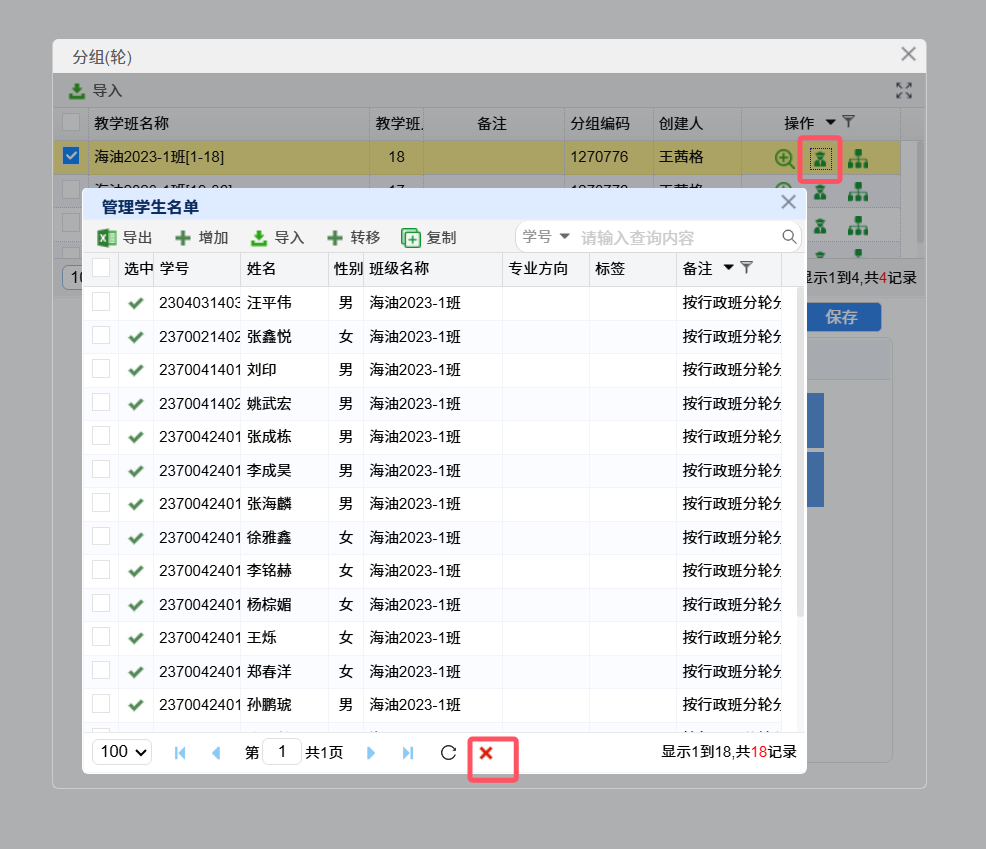 分组(轮)
导入
教学班名称 教学班 备注 分组编码 创建人 操作
海油2023-1班[1-18] 18 1270776 王茜格
管理学生名单
导出 增加 导入 转移 复制 学号 请输入查询内容
选中 学号 姓名 性别 班级名称 专业方向 标签 备注
2304031403 汪平伟 男 海油2023-1班 按行政班分轮分
2370021402 张鑫悦 女 海油2023-1班 按行政班分轮分
2370041401 刘印 男 海油2023-1班 按行政班分轮分
2370041402 姚武宏 男 海油2023-1班 按行政班分轮分
2370042401 张成栋 男 海油2023-1班 按行政班分轮分
2370042401 李成昊 男 海油2023-1班 按行政班分轮分
2370042401 张海麟 男 海油2023-1班 按行政班分轮分
2370042401 徐雅鑫 女 海油2023-1班 按行政班分轮分
2370042401 李铭赫 女 海油2023-1班 按行政班分轮分
2370042401 杨棕媚 女 海油2023-1班 按行政班分轮分
2370042401 王烁 女 海油2023-1班 按行政班分轮分
2370042401 郑春洋 女 海油2023-1班 按行政班分轮分
2370042401 孙鹏琥 男 海油2023-1班 按行政班分轮分
显示1到4,共4记录
保存
100 第 1 共1页 显示1到18,共18记录